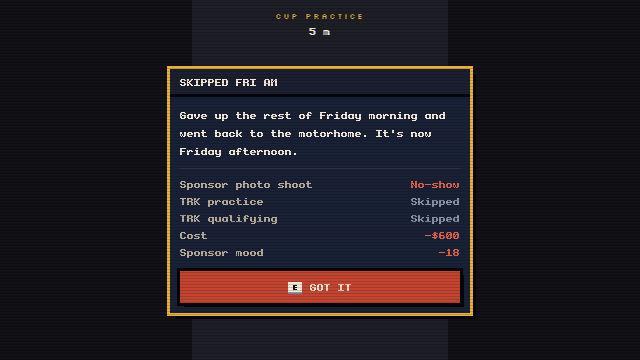 CUP PRACTICE
5 m
SKIPPED FRI AM
Gave up the rest of Friday morning and
went back to the motorhome. It's now
Friday afternoon.
Sponsor photo shoot No-show
TRK practice Skipped
TRK qualifying Skipped
Cost -$600
Sponsor mood -18
E GOT IT